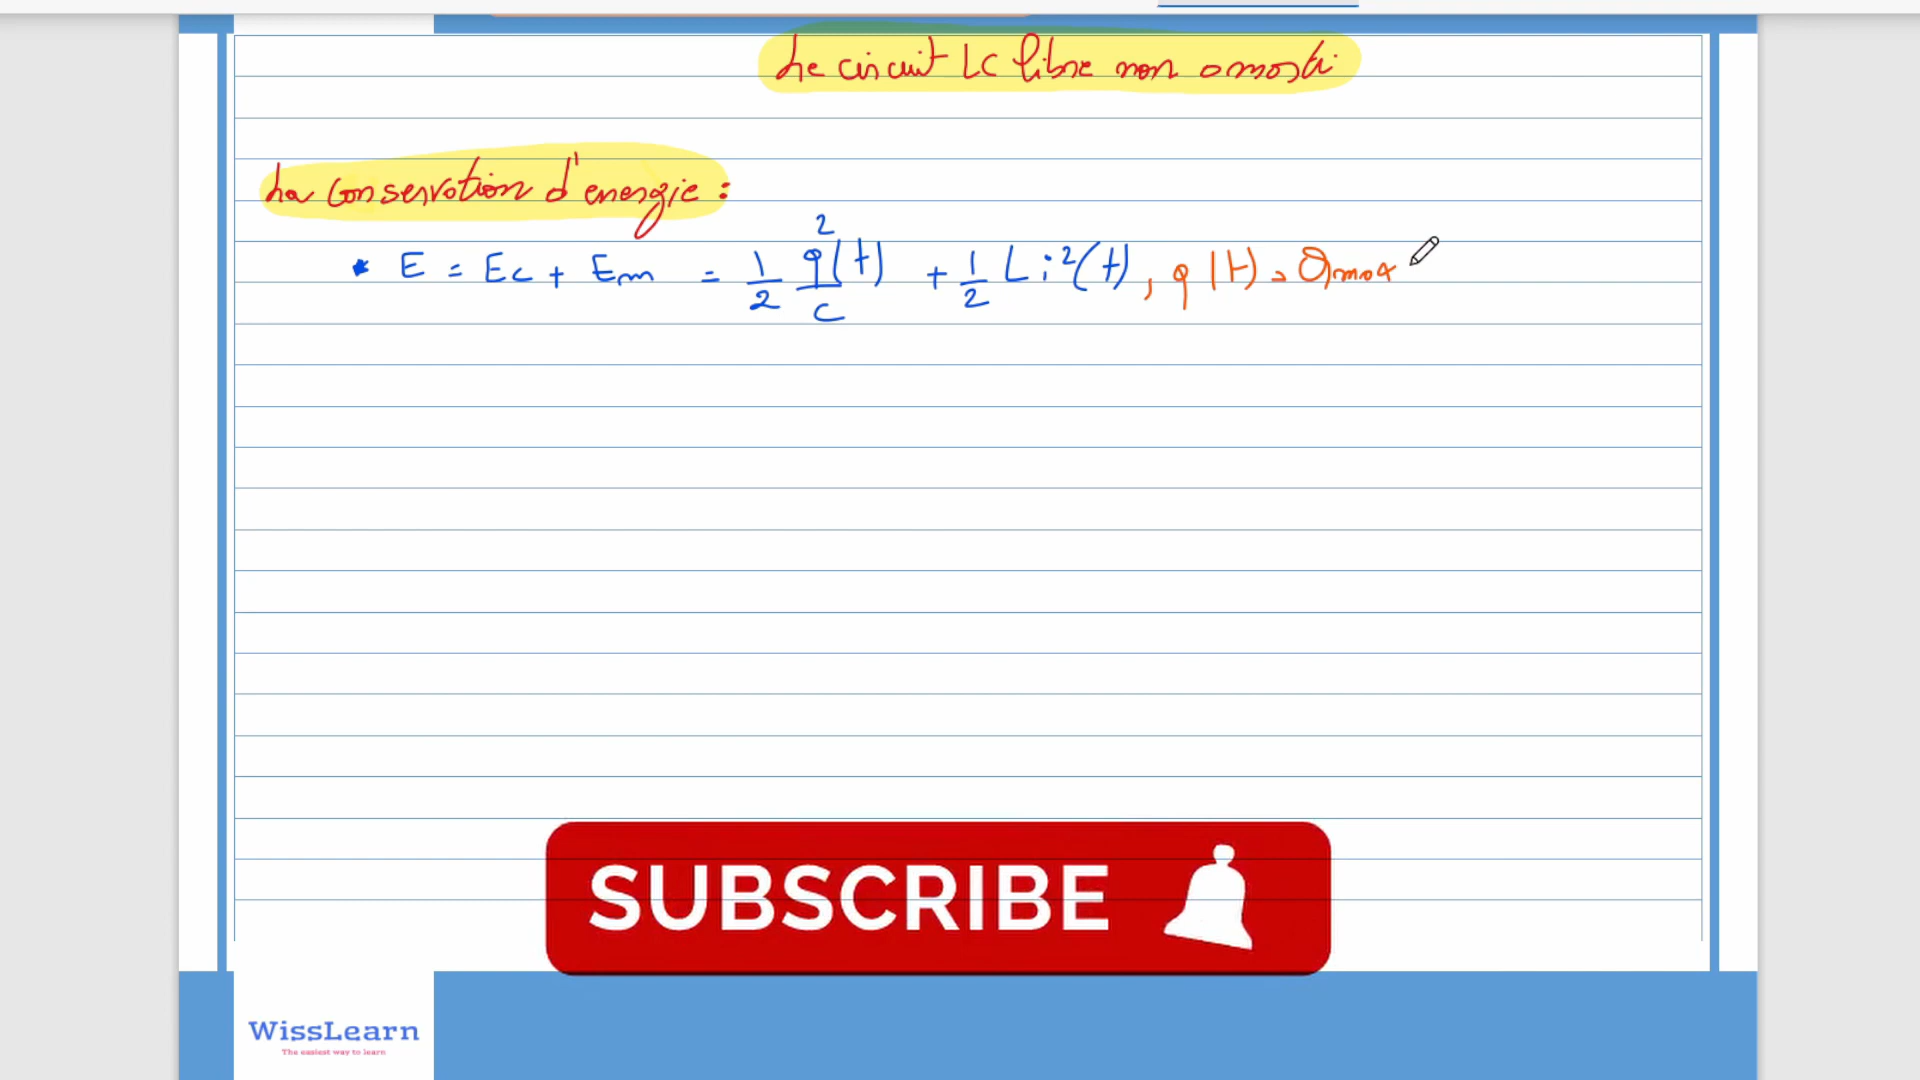 Le circuit LC libre non amorti
La conservation d'energie :
* E = Ec + Em = 1/2 q²(t)/C + 1/2 L i²(t), q(t) = Qmax
SUBSCRIBE
WissLearn
The easiest way to learn